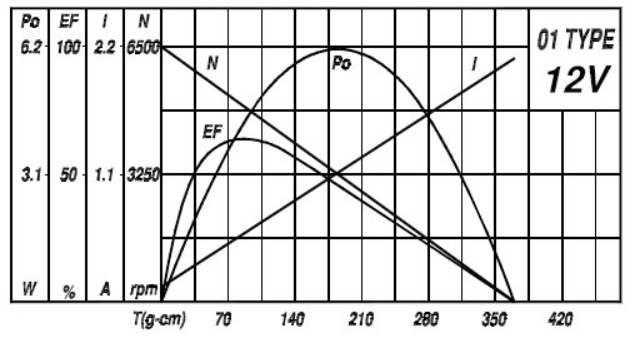 Po EF I N
6.2 100 2.2 6500
N Po I
01 TYPE
12V
EF
3.1 50 1.1 3250
W % A rpm
T(g-cm) 70 140 210 280 350 420